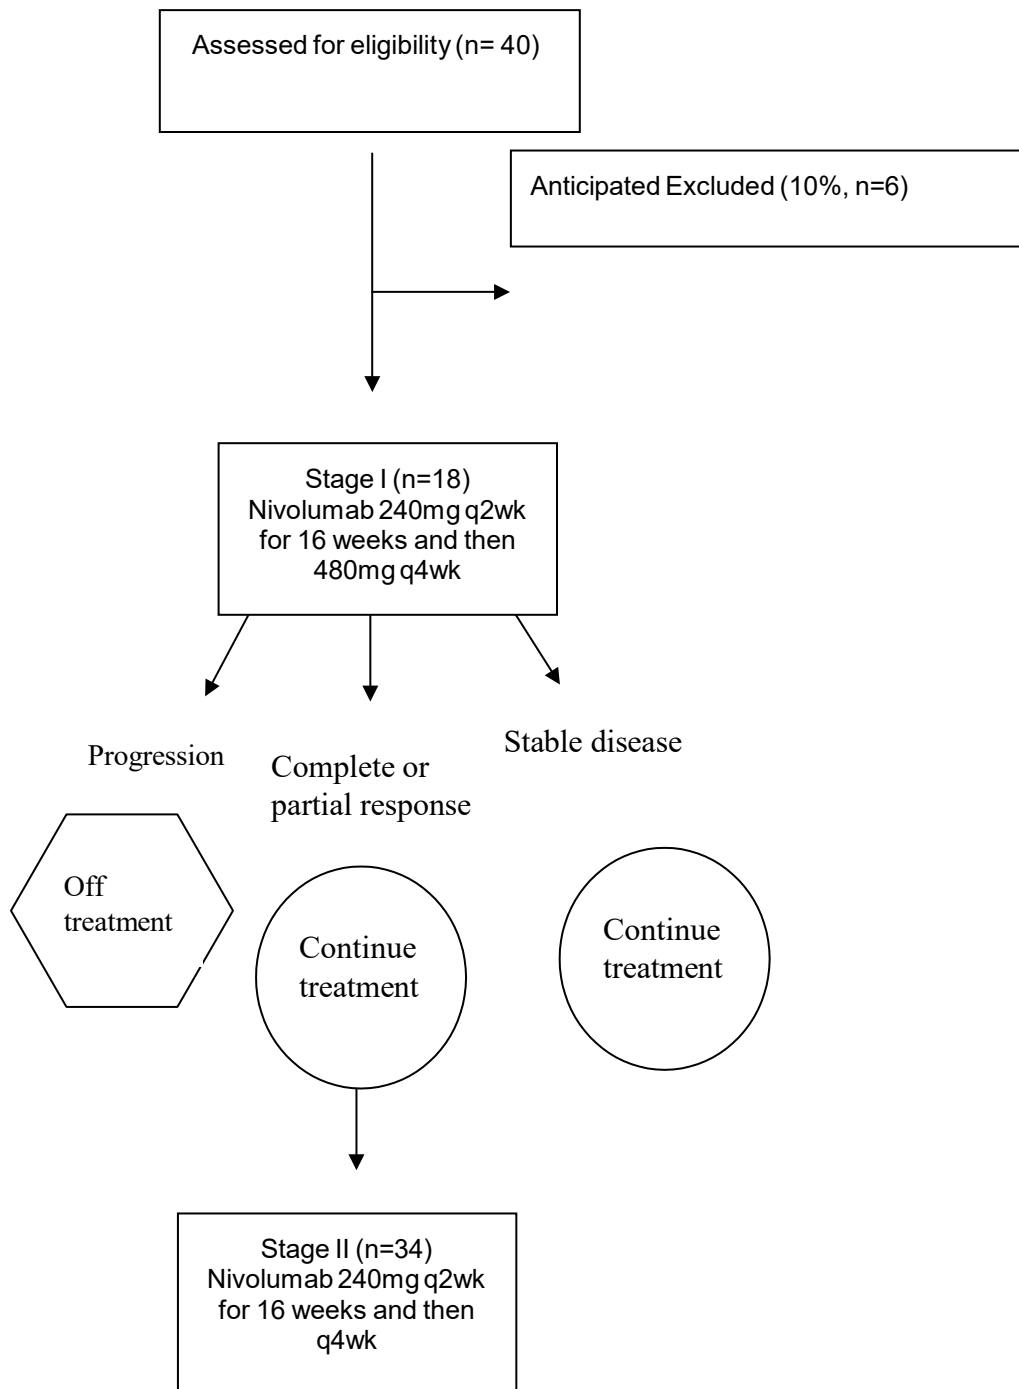 Assessed for eligibility (n= 40)
Anticipated Excluded (10%, n=6)
Stage I (n=18)
Nivolumab 240mg q2wk
for 16 weeks and then
480mg q4wk
Progression
Complete or
partial response
Stable disease
Off
treatment
Continue
treatment
Continue
treatment
Stage II (n=34)
Nivolumab 240mg q2wk
for 16 weeks and then
q4wk